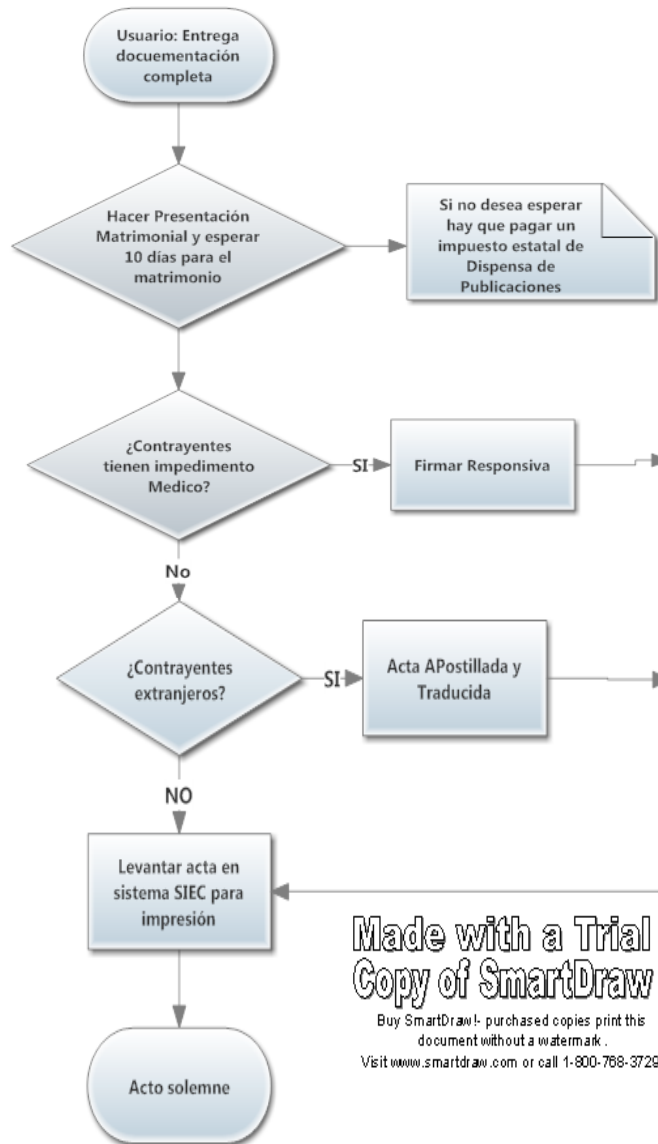 Usuario: Entrega
docuementación
completa
Hacer Presentación
Matrimonial y esperar
10 días para el
matrimonio
Si no desea esperar
hay que pagar un
impuesto estatal de
Dispensa de
Publicaciones
¿Contrayentes
tienen impedimento
Medico?
SI
Firmar Responsiva
No
¿Contrayentes
extranjeros?
SI
Acta APostillada y
Traducida
NO
Levantar acta en
sistema SIEC para
impresión
Made with a Trial
Copy of SmartDraw
Buy SmartDraw!- purchased copies print this
document without a watermark .
Visit www.smartdraw.com or call 1-800-768-3729
Acto solemne